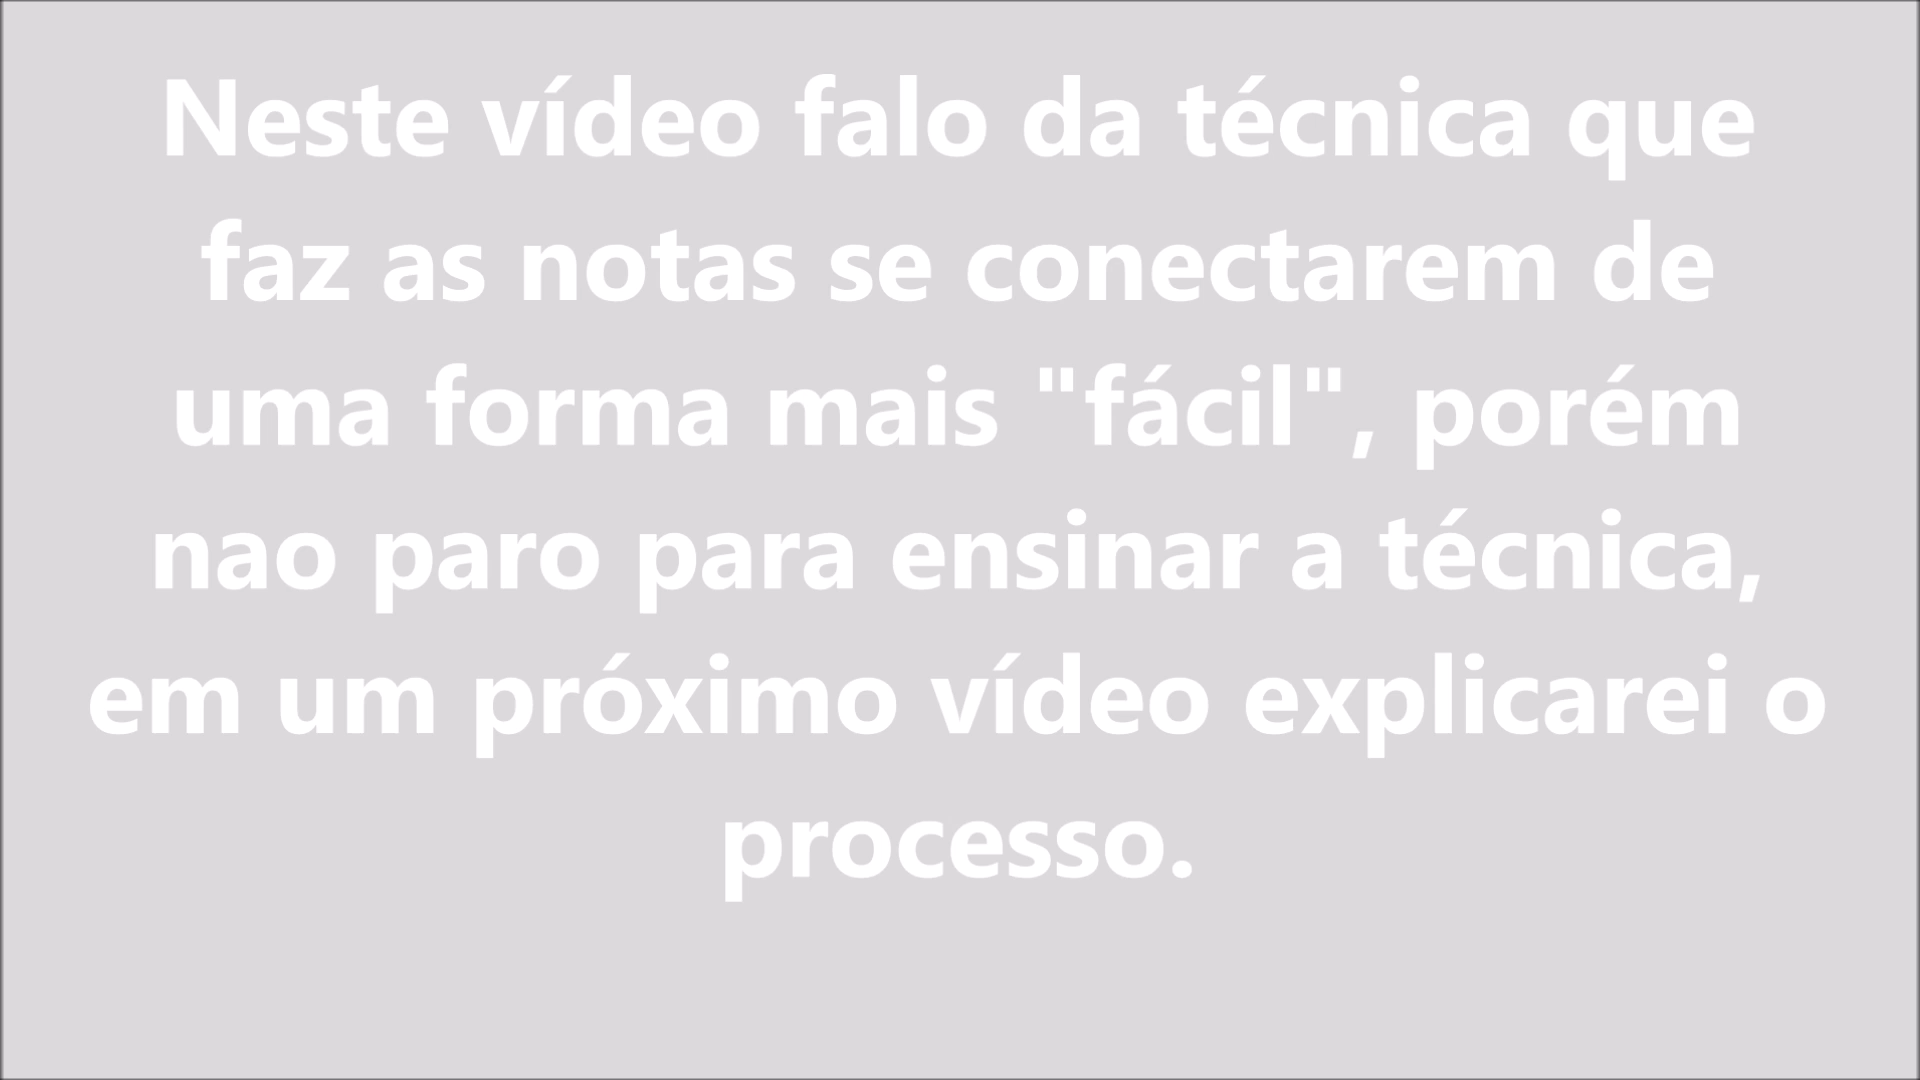 Neste vídeo falo da técnica que
faz as notas se conectarem de
uma forma mais "fácil", porém
nao paro para ensinar a técnica,
em um próximo vídeo explicarei o
processo.